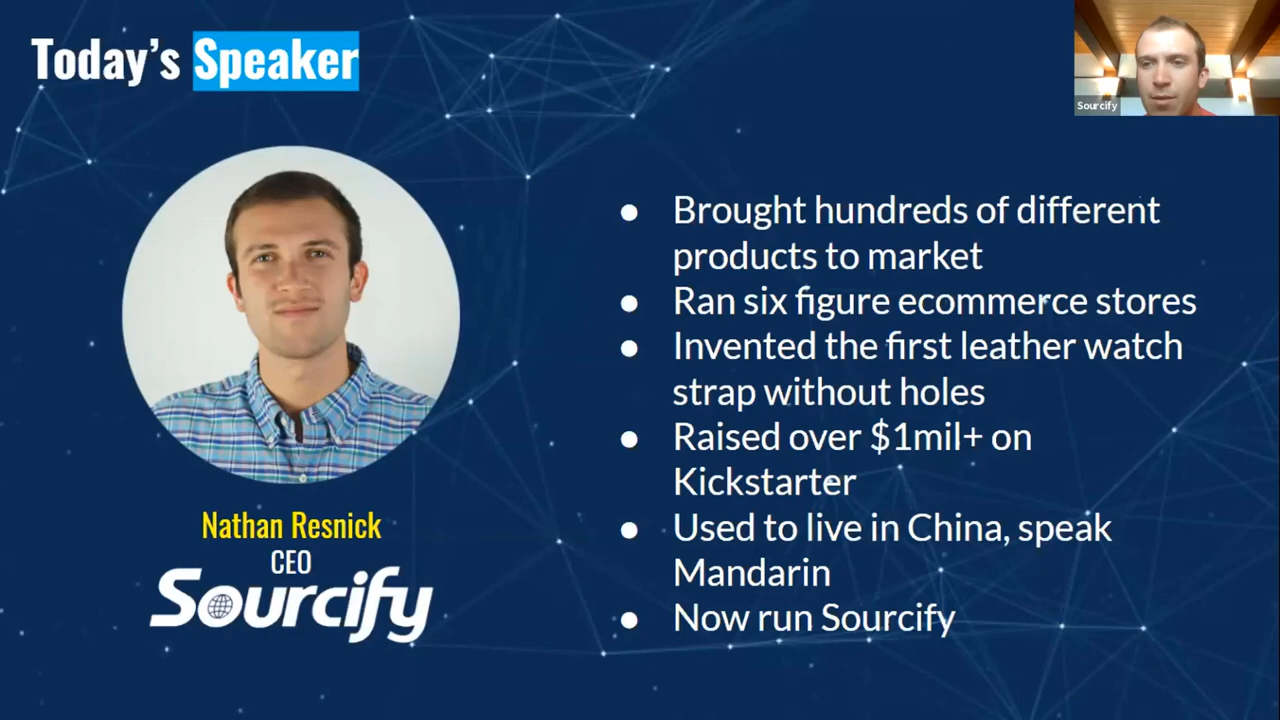 Today's Speaker
Sourcify
● Brought hundreds of different
products to market
● Ran six figure ecommerce stores
● Invented the first leather watch
strap without holes
● Raised over $1mil+ on
Kickstarter
● Used to live in China, speak
Mandarin
● Now run Sourcify
Nathan Resnick
CEO
Sourcify